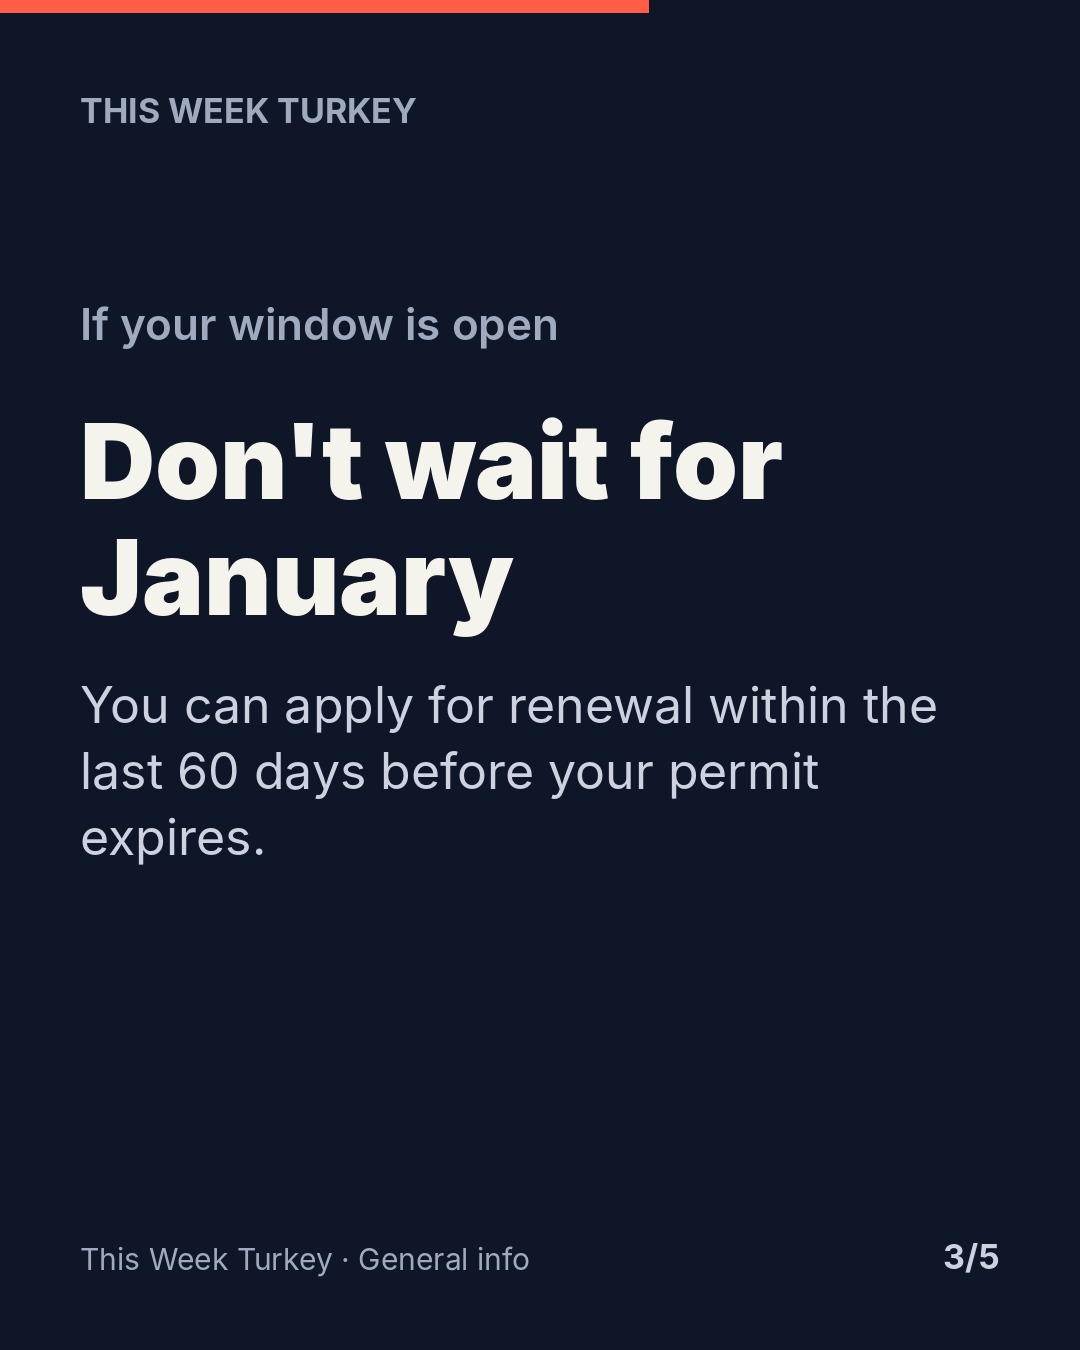 THIS WEEK TURKEY
If your window is open
Don't wait for
January
You can apply for renewal within the
last 60 days before your permit
expires.
This Week Turkey · General info
3/5